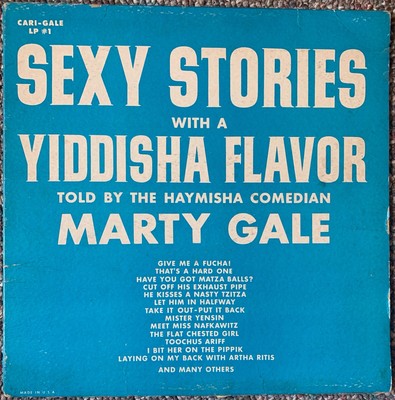 CARI-GALE
LP #1
SEXY STORIES
WITH A
YIDDISHA FLAVOR
TOLD BY THE HAYMISHA COMEDIAN
MARTY GALE
GIVE ME A FUCHA!
THAT'S A HARD ONE
HAVE YOU GOT MATZA BALLS?
CUT OFF HIS EXHAUST PIPE
HE KISSES A NASTY TZITZA
LET HIM IN HALFWAY
TAKE IT OUT-PUT IT BACK
MISTER YENSIN
MEET MISS NAFKAWITZ
THE FLAT CHESTED GIRL
TOOCHUS ARIFF
I BIT HER ON THE PIPPIK
LAYING ON MY BACK WITH ARTHA RITIS
AND MANY OTHERS
MADE IN U.S.A.